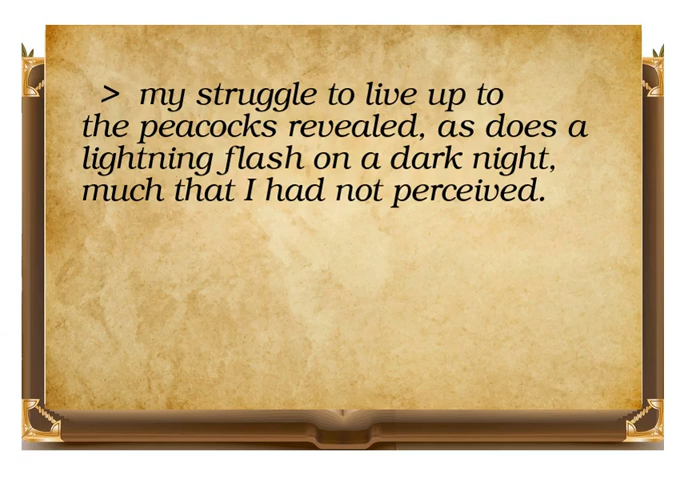 > my struggle to live up to
the peacocks revealed, as does a
lightning flash on a dark night,
much that I had not perceived.